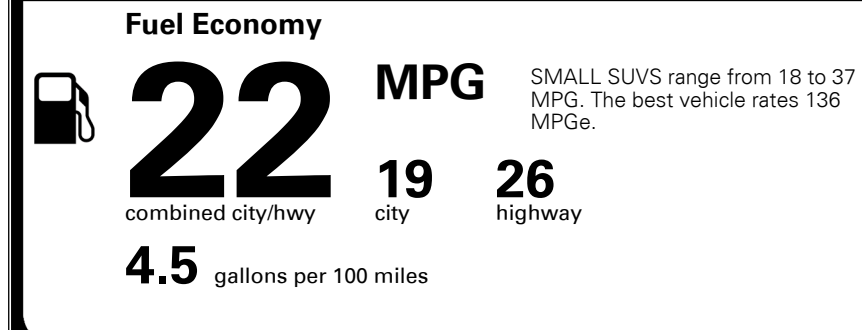 Fuel Economy
22 MPG
SMALL SUVS range from 18 to 37
MPG. The best vehicle rates 136
MPGe.
combined city/hwy
19
city
26
highway
4.5 gallons per 100 miles